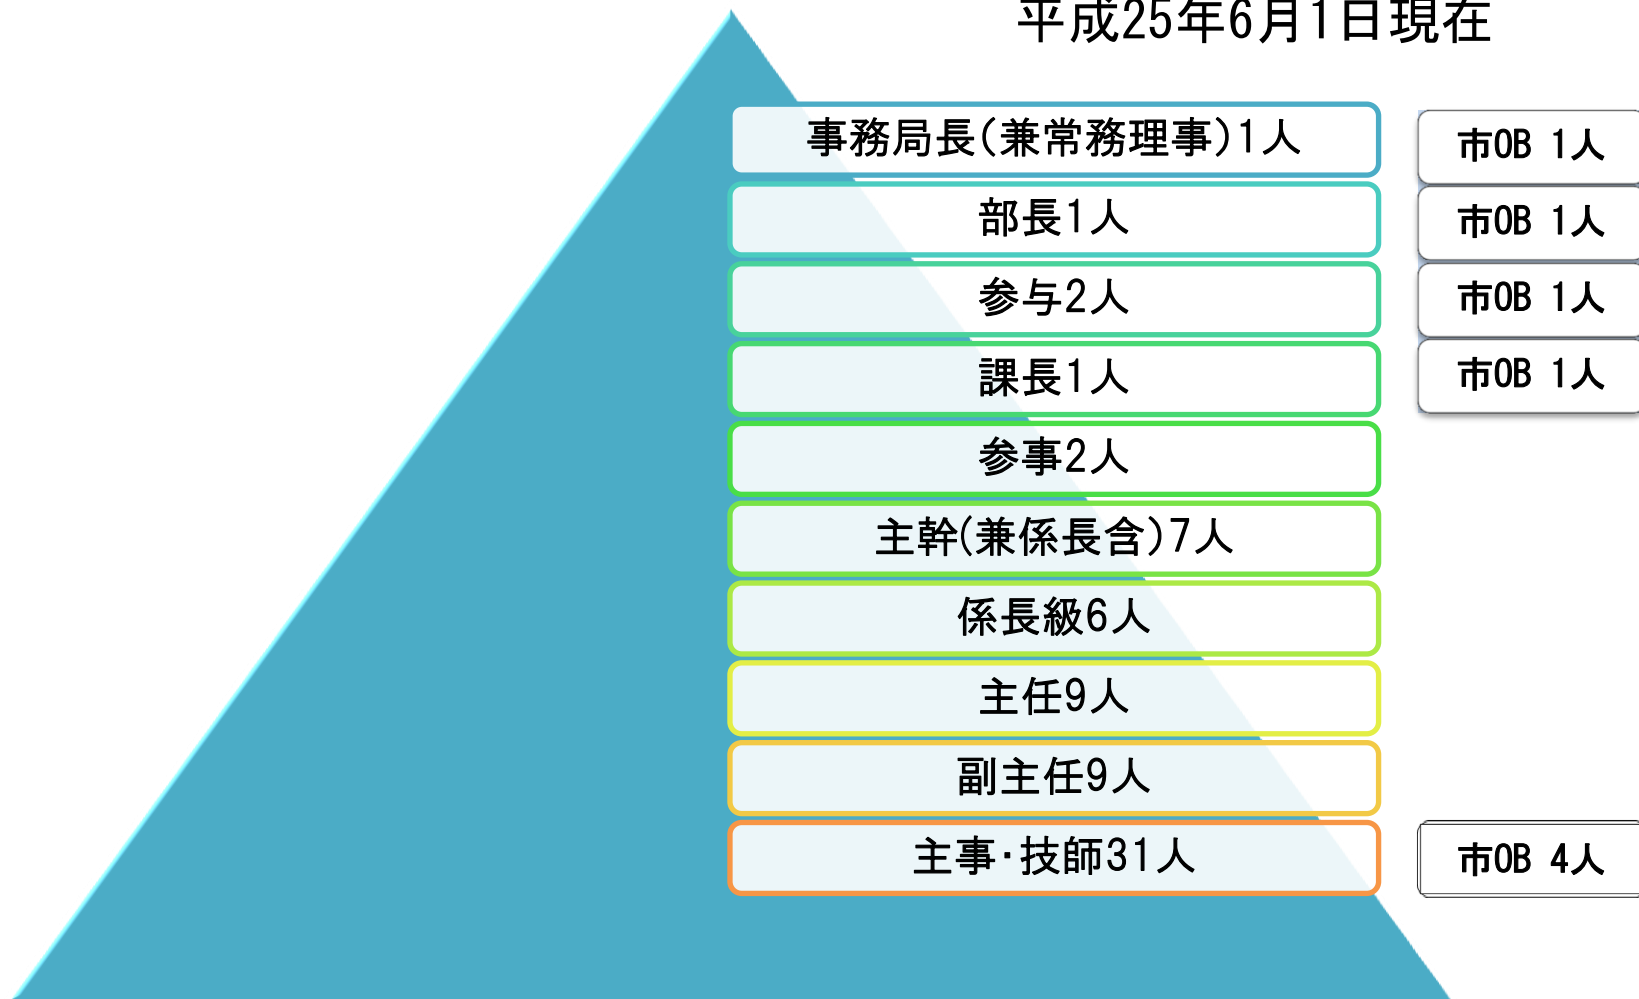 平成25年6月1日現在
事務局長(兼常務理事)1人
市OB 1人
部長1人
市OB 1人
参与2人
市OB 1人
課長1人
市OB 1人
参事2人
主幹(兼係長含)7人
係長級6人
主任9人
副主任9人
主事・技師31人
市OB 4人